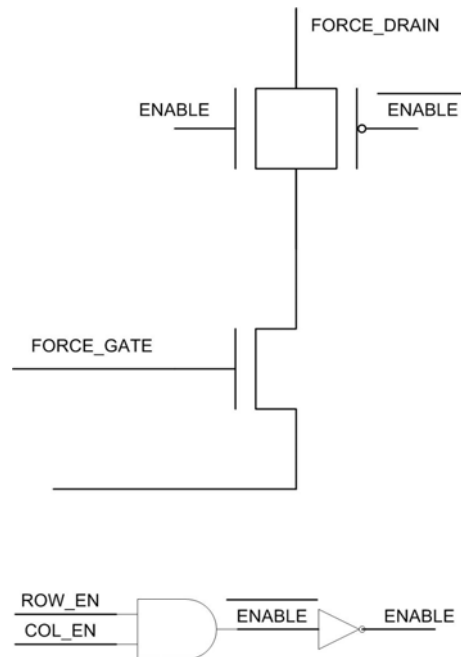 FORCE_DRAIN
ENABLE
ENABLE
FORCE_GATE
ROW_EN
COL_EN
ENABLE
ENABLE